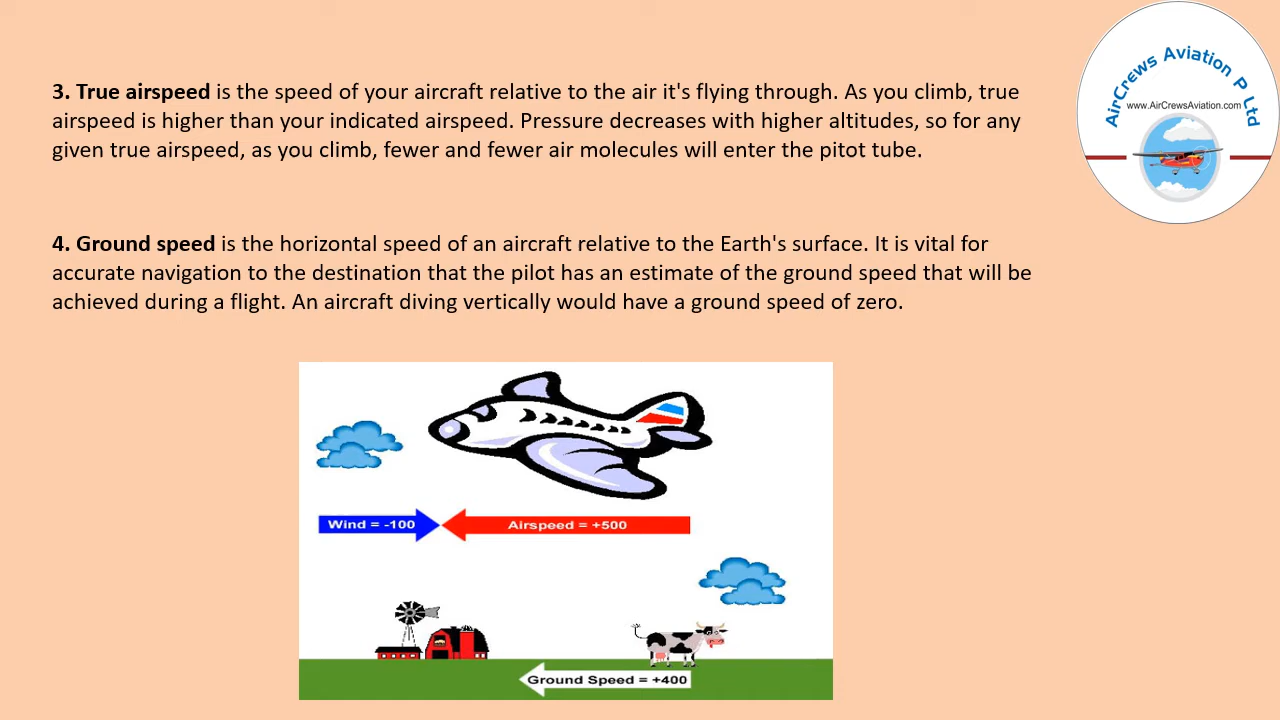 3. True airspeed is the speed of your aircraft relative to the air it's flying through. As you climb, true
airspeed is higher than your indicated airspeed. Pressure decreases with higher altitudes, so for any
given true airspeed, as you climb, fewer and fewer air molecules will enter the pitot tube.
AirCrews Aviation P Ltd
www.AirCrewsAviation.com
4. Ground speed is the horizontal speed of an aircraft relative to the Earth's surface. It is vital for
accurate navigation to the destination that the pilot has an estimate of the ground speed that will be
achieved during a flight. An aircraft diving vertically would have a ground speed of zero.
Wind = -100
Airspeed = +500
Ground Speed = +400